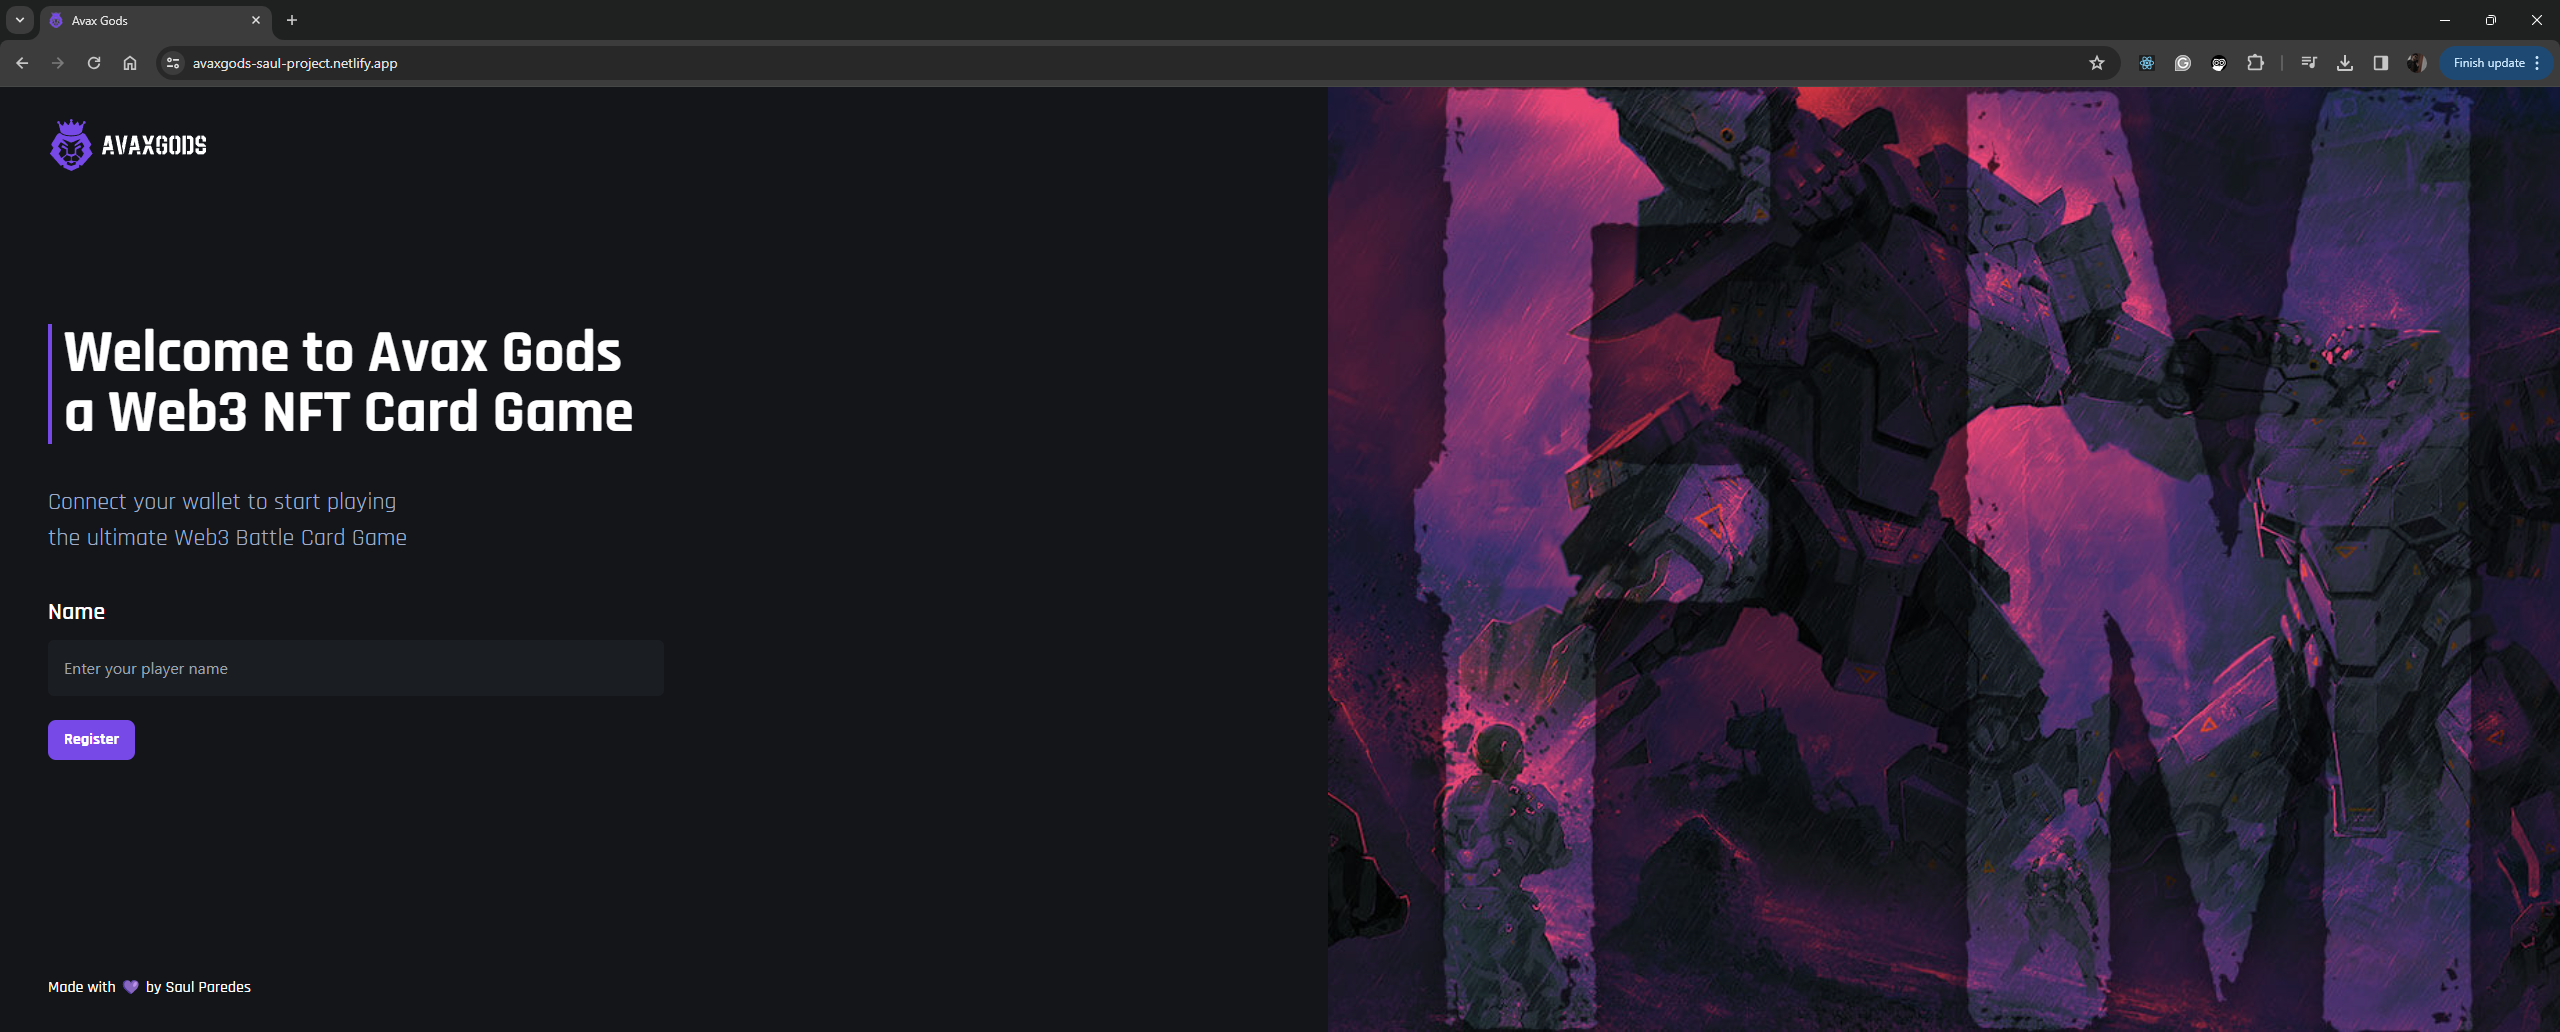 Avax Gods
avaxgods-saul-project.netlify.app
Finish update
AVAXGODS
Welcome to Avax Gods
a Web3 NFT Card Game
Connect your wallet to start playing
the ultimate Web3 Battle Card Game
Name
Enter your player name
Register
Made with 💜 by Saul Paredes